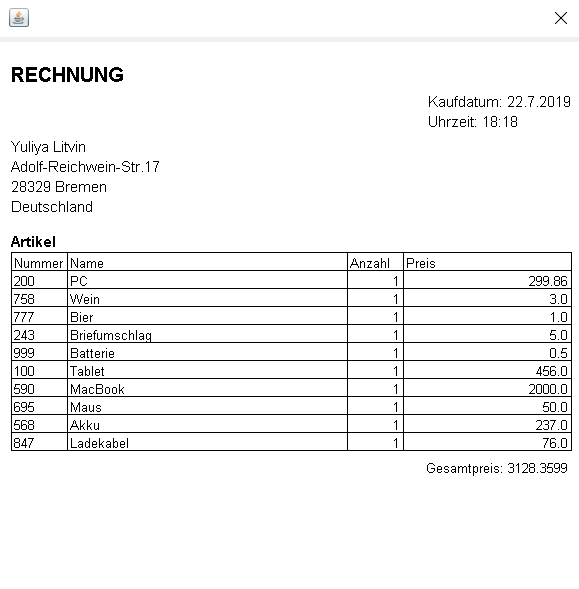 RECHNUNG
Kaufdatum: 22.7.2019
Uhrzeit: 18:18
Yuliya Litvin
Adolf-Reichwein-Str.17
28329 Bremen
Deutschland
Artikel
Nummer Name Anzahl Preis
200 PC 1 299.86
758 Wein 1 3.0
777 Bier 1 1.0
243 Briefumschlag 1 5.0
999 Batterie 1 0.5
100 Tablet 1 456.0
590 MacBook 1 2000.0
695 Maus 1 50.0
568 Akku 1 237.0
847 Ladekabel 1 76.0
Gesamtpreis: 3128.3599